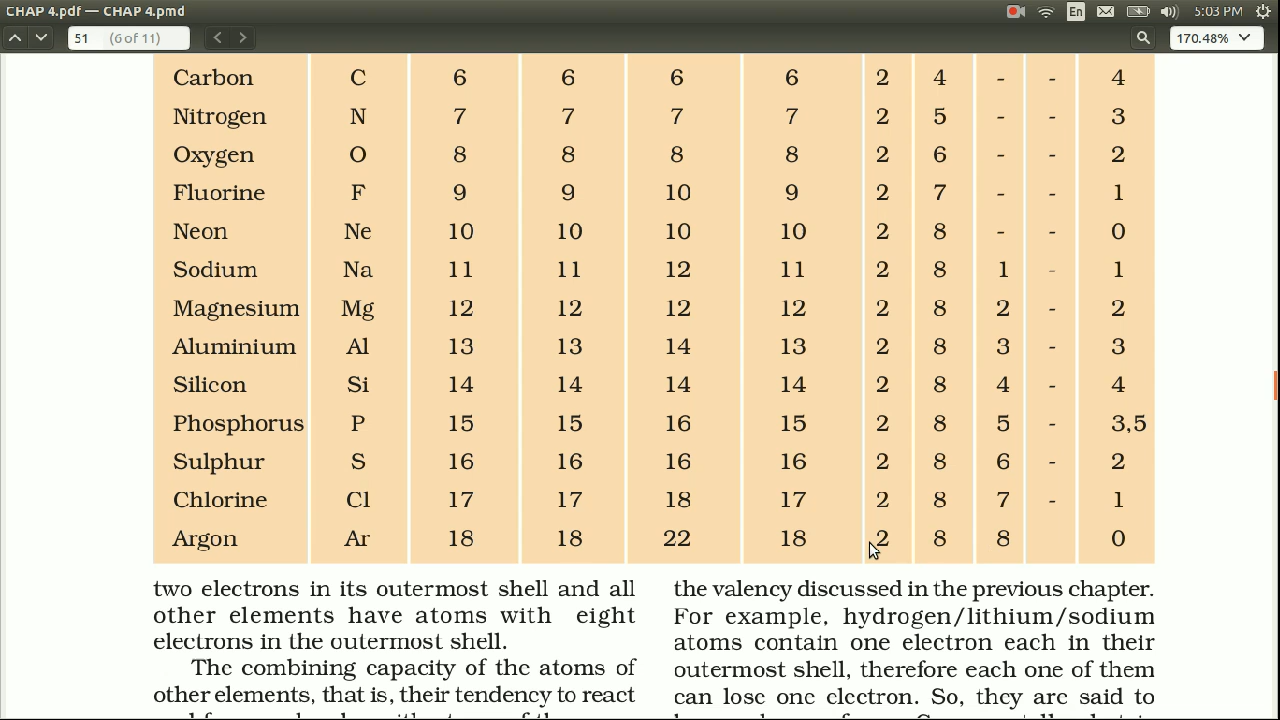 CHAP 4.pdf — CHAP 4.pmd En 5:03 PM
51 (6 of 11) 170.48%
Carbon C 6 6 6 6 2 4 - - 4
Nitrogen N 7 7 7 7 2 5 - - 3
Oxygen O 8 8 8 8 2 6 - - 2
Fluorine F 9 9 10 9 2 7 - - 1
Neon Ne 10 10 10 10 2 8 - - 0
Sodium Na 11 11 12 11 2 8 1 - 1
Magnesium Mg 12 12 12 12 2 8 2 - 2
Aluminium Al 13 13 14 13 2 8 3 - 3
Silicon Si 14 14 14 14 2 8 4 - 4
Phosphorus P 15 15 16 15 2 8 5 - 3,5
Sulphur S 16 16 16 16 2 8 6 - 2
Chlorine Cl 17 17 18 17 2 8 7 - 1
Argon Ar 18 18 22 18 2 8 8 0
two electrons in its outermost shell and all
other elements have atoms with eight
electrons in the outermost shell.
The combining capacity of the atoms of
other elements, that is, their tendency to react
the valency discussed in the previous chapter.
For example, hydrogen/lithium/sodium
atoms contain one electron each in their
outermost shell, therefore each one of them
can lose one electron. So, they are said to